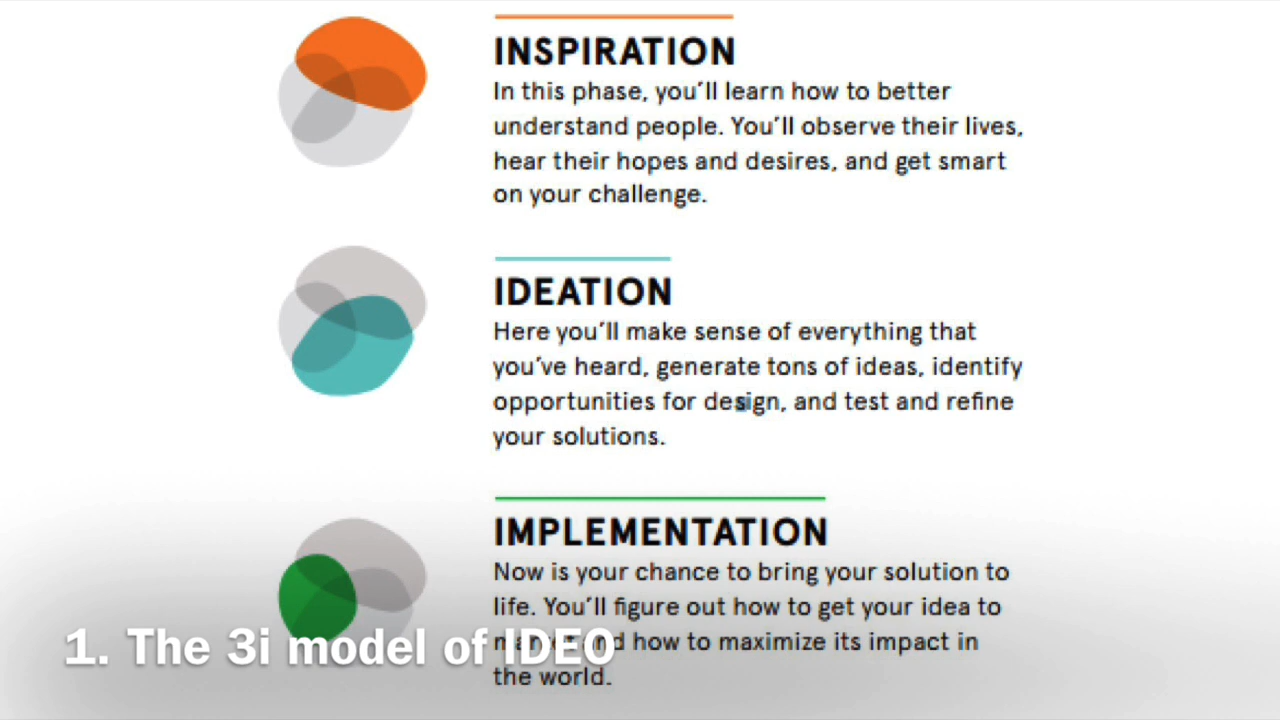 INSPIRATION
In this phase, you'll learn how to better
understand people. You'll observe their lives,
hear their hopes and desires, and get smart
on your challenge.
IDEATION
Here you'll make sense of everything that
you've heard, generate tons of ideas, identify
opportunities for design, and test and refine
your solutions.
IMPLEMENTATION
Now is your chance to bring your solution to
life. You'll figure out how to get your idea to
market and how to maximize its impact in
the world.
1. The 3i model of IDEO